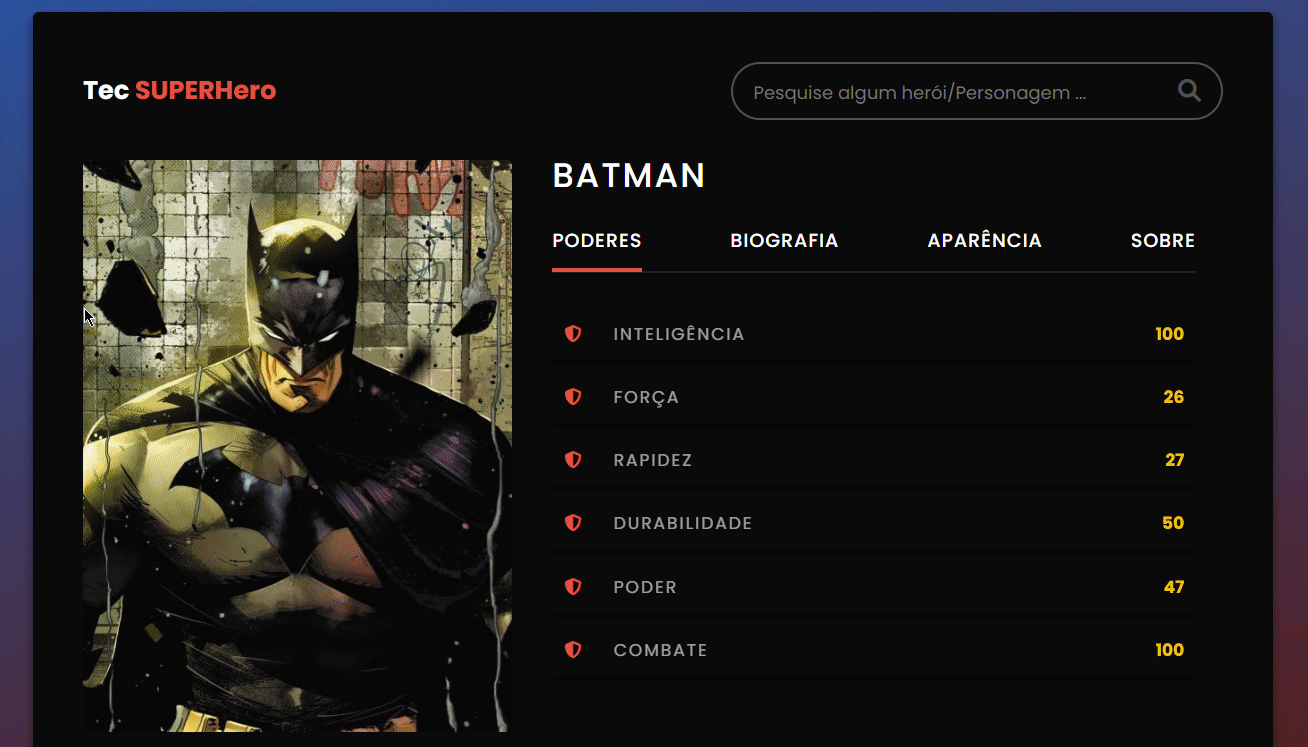 Tec SUPERHero
Pesquise algum herói/Personagem ...
BATMAN
PODERES BIOGRAFIA APARÊNCIA SOBRE
INTELIGÊNCIA 100
FORÇA 26
RAPIDEZ 27
DURABILIDADE 50
PODER 47
COMBATE 100